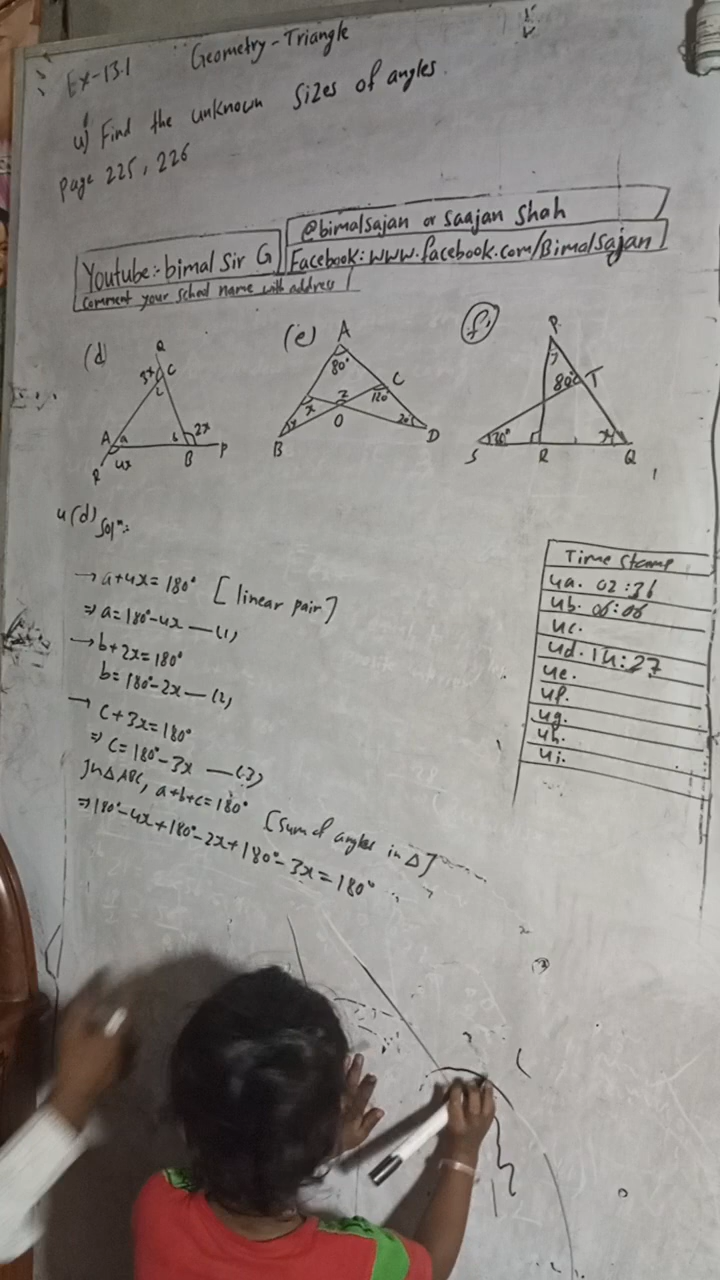 Ex-13.1 Geometry-Triangle
4) Find the unknown sizes of angles.
Page 225, 226
@bimalsajan or Saajan Shah
Youtube:- bimal Sir G
Facebook: www.facebook.com/Bimalsajan
comment your school name with address
(d) (e) (f)
Q
3x C
c
A a b 2x
R 4x B P
A
80°
C
x z 120°
y O 20°
B D
P
y
80° T
30° x
S R Q
4(d) Solⁿ:-
→ a+4x=180° [linear pair]
⇒ a=180°-4x —(1)
→ b+2x=180°
b=180°-2x —(2)
→ c+3x=180°
⇒ c=180°-3x —(3)
In △ABC, a+b+c=180° [sum of angles in △]
⇒ 180°-4x+180°-2x+180°-3x=180°
Time Stamp
4a. 02:36
4b. 06:06
4c.
4d. 14:27
4e.
4f.
4g.
4h.
4i.